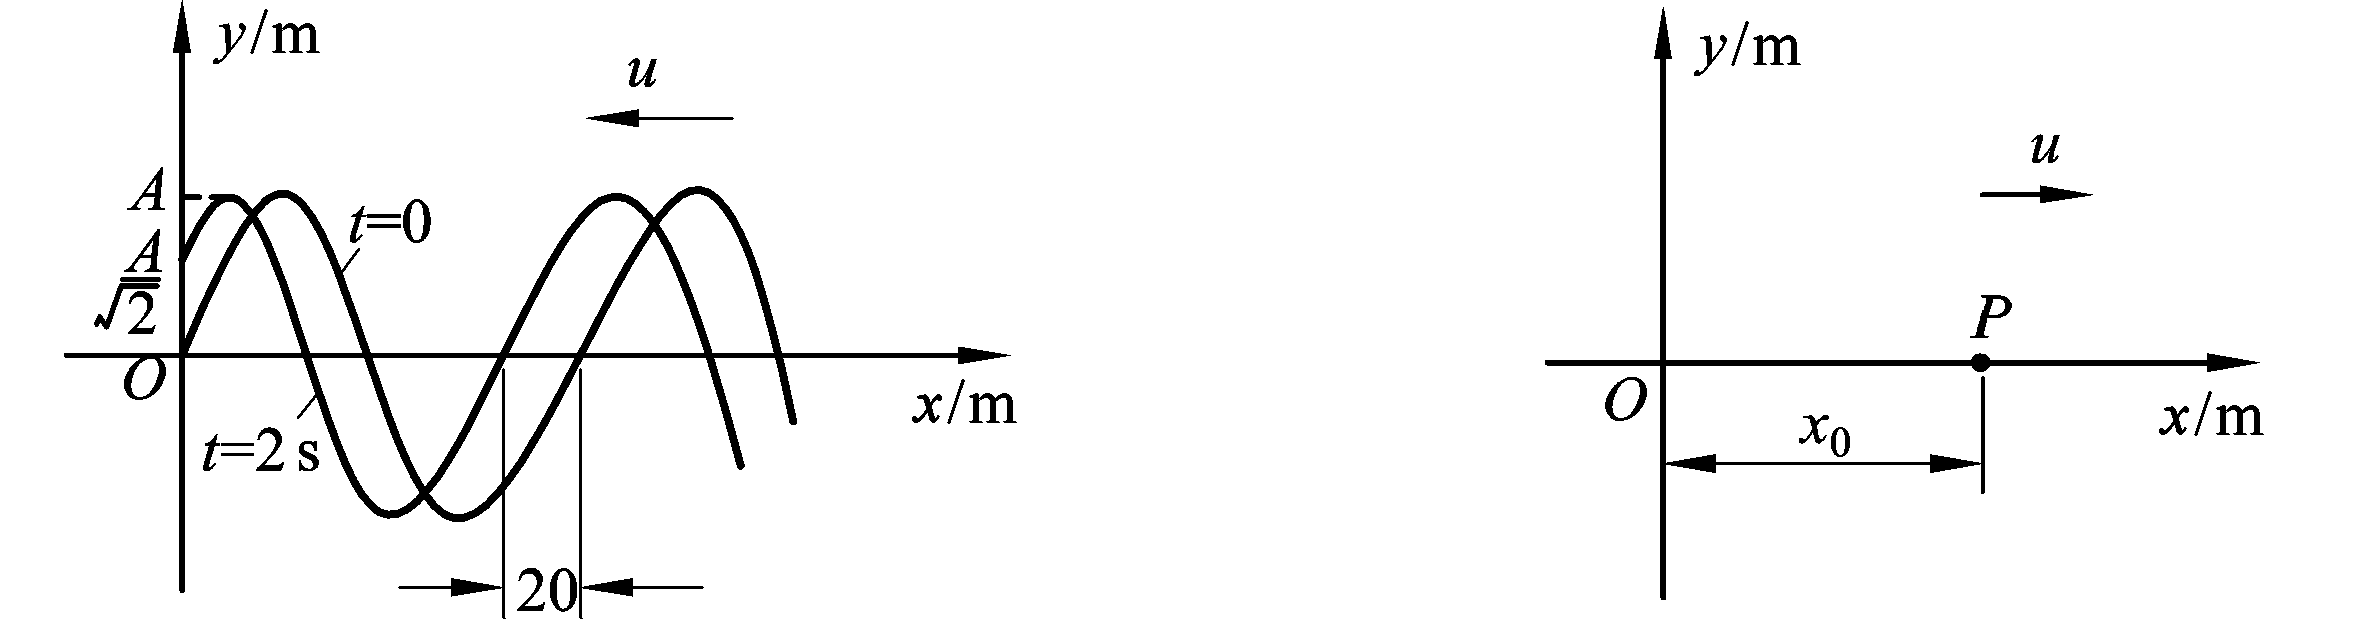 y/m
u
A
t=0
A/√2
O
x/m
t=2 s
20
y/m
u
P
O
x/m
x₀